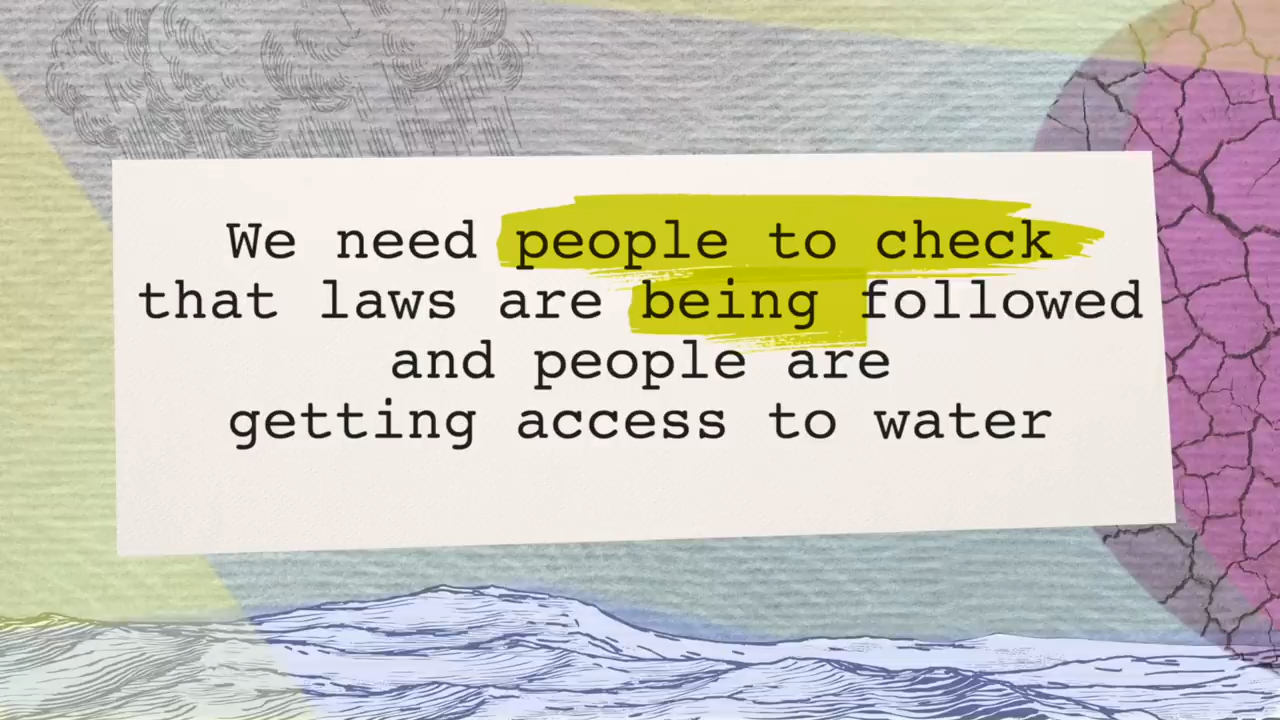 We need people to check
that laws are being followed
and people are
getting access to water